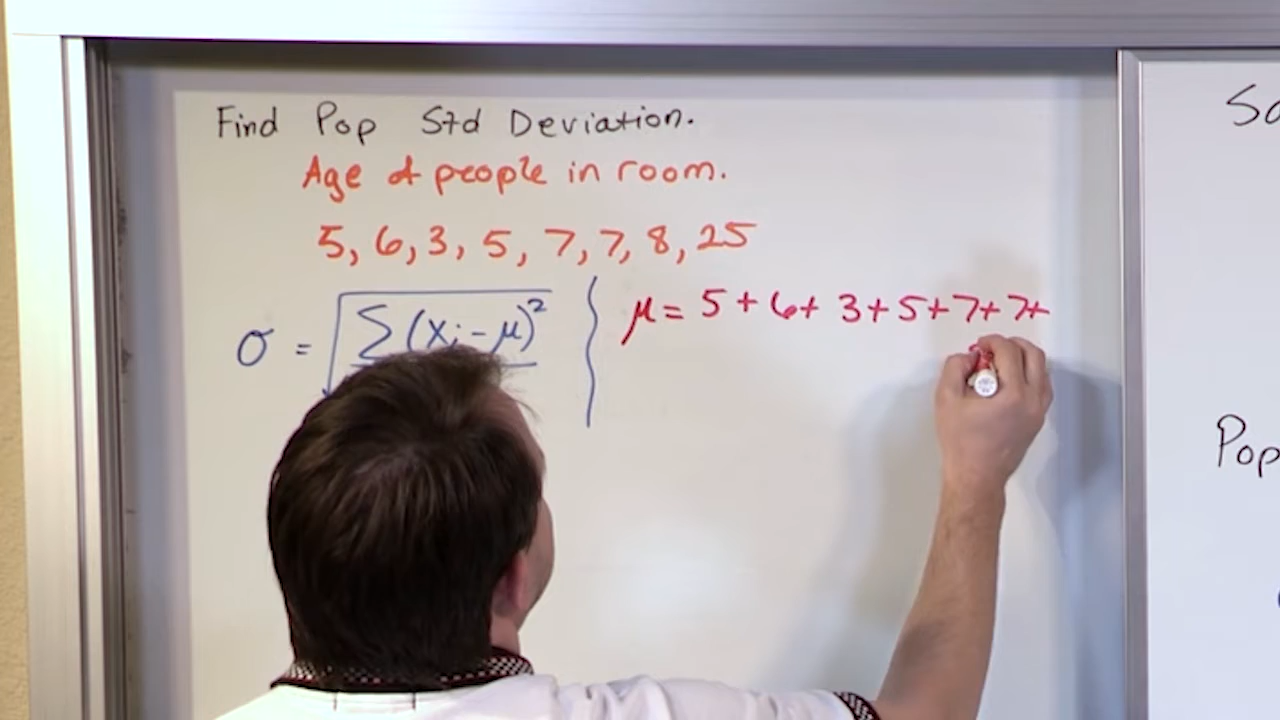 Find Pop Std Deviation.
Age of people in room.
5, 6, 3, 5, 7, 7, 8, 25
σ = √ Σ(xᵢ - μ)²
μ = 5 + 6 + 3 + 5 + 7 + 7 +
Pop